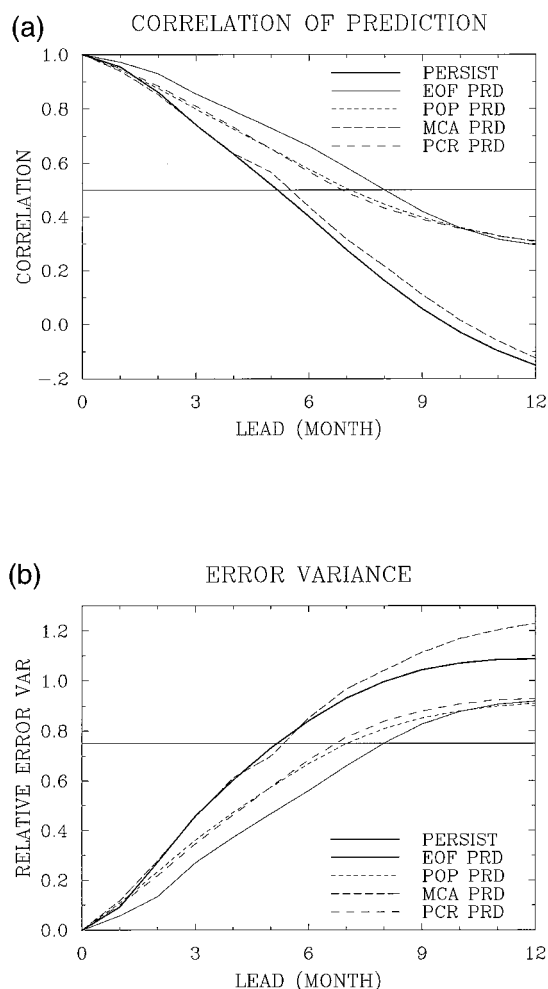 (a) CORRELATION OF PREDICTION
1.0
0.8
0.6
0.4
0.2
0.0
-.2
CORRELATION
PERSIST
EOF PRD
POP PRD
MCA PRD
PCR PRD
0 3 6 9 12
LEAD (MONTH)
(b) ERROR VARIANCE
1.2
1.0
0.8
0.6
0.4
0.2
0.0
RELATIVE ERROR VAR
PERSIST
EOF PRD
POP PRD
MCA PRD
PCR PRD
0 3 6 9 12
LEAD (MONTH)